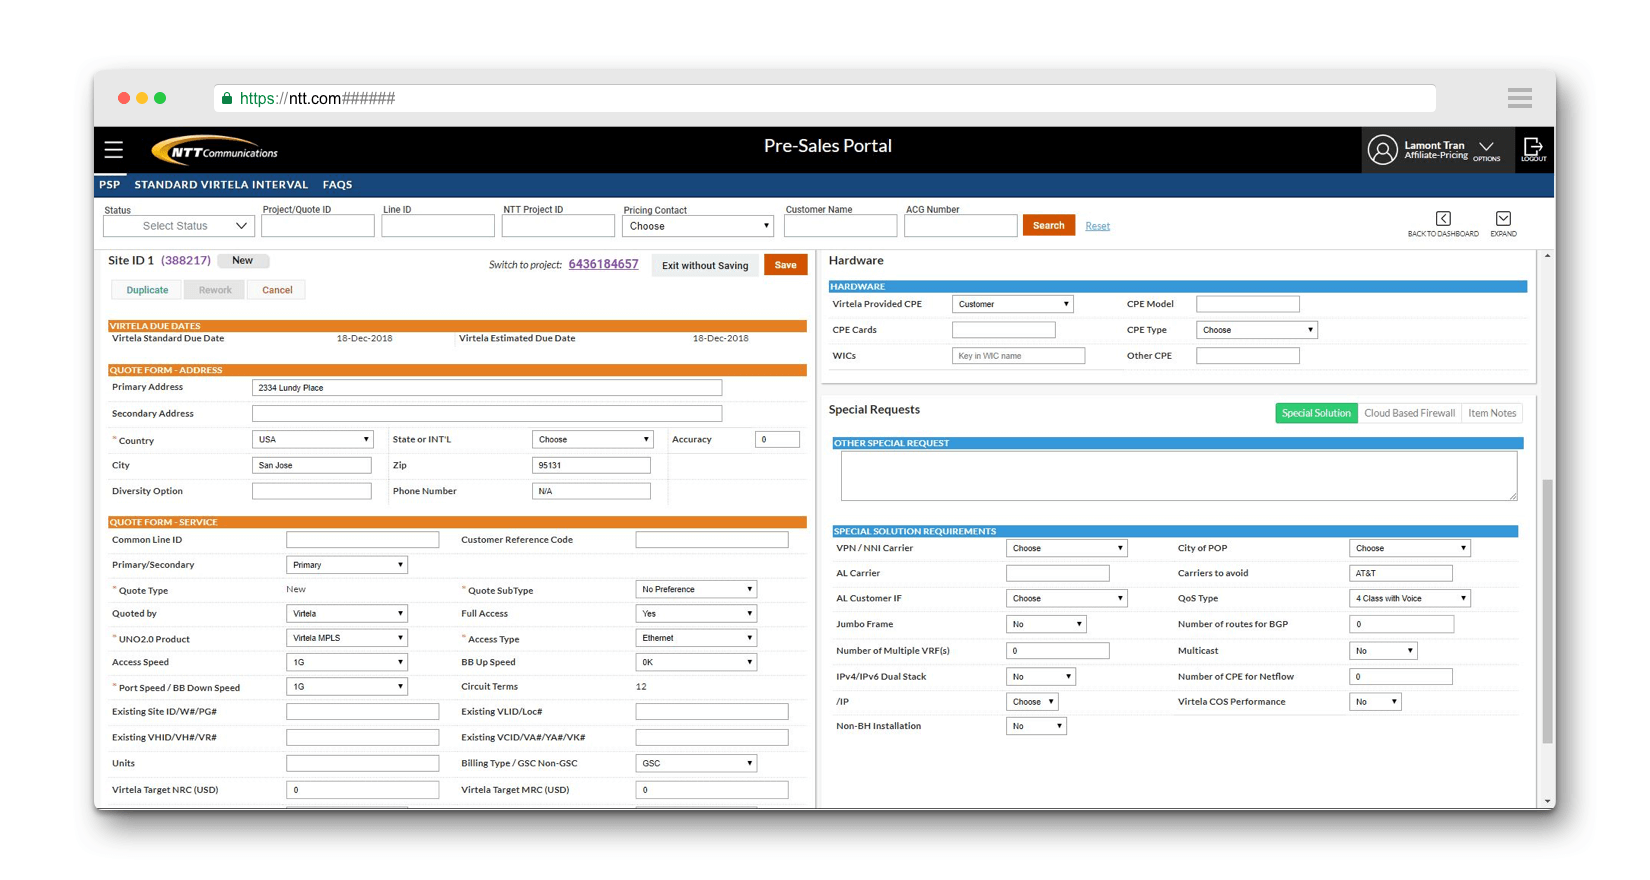 https://ntt.com######
NTT Communications
Pre-Sales Portal
Lamont Tran
Affiliate-Pricing
OPTIONS
LOGOUT
PSP STANDARD VIRTELA INTERVAL FAQS
Status Project/Quote ID Line ID NTT Project ID Pricing Contact Customer Name ACG Number
Select Status Choose Search Reset
BACK TO DASHBOARD EXPAND
Site ID 1 (388217) New
Switch to project: 6436184657 Exit without Saving Save
Duplicate Rework Cancel
VIRTELA DUE DATES
Virtela Standard Due Date 18-Dec-2018 Virtela Estimated Due Date 18-Dec-2018
QUOTE FORM - ADDRESS
Primary Address 2334 Lundy Place
Secondary Address
* Country USA State or INT'L Choose Accuracy 0
City San Jose Zip 95131
Diversity Option Phone Number N/A
QUOTE FORM - SERVICE
Common Line ID Customer Reference Code
Primary/Secondary Primary
* Quote Type New * Quote SubType No Preference
Quoted by Virtela Full Access Yes
* UNO2.0 Product Virtela MPLS * Access Type Ethernet
Access Speed 1G BB Up Speed 0K
* Port Speed / BB Down Speed 1G Circuit Terms 12
Existing Site ID/W#/PG# Existing VLID/Loc#
Existing VHID/VH#/VR# Existing VCID/VA#/YA#/VK#
Units Billing Type / GSC Non-GSC GSC
Virtela Target NRC (USD) 0 Virtela Target MRC (USD) 0
Hardware
HARDWARE
Virtela Provided CPE Customer CPE Model
CPE Cards CPE Type Choose
WICs Key in WIC name Other CPE
Special Requests Special Solution Cloud Based Firewall Item Notes
OTHER SPECIAL REQUEST
SPECIAL SOLUTION REQUIREMENTS
VPN / NNI Carrier Choose City of POP Choose
AL Carrier Carriers to avoid AT&T
AL Customer IF Choose QoS Type 4 Class with Voice
Jumbo Frame No Number of routes for BGP 0
Number of Multiple VRF(s) 0 Multicast No
IPv4/IPv6 Dual Stack No Number of CPE for Netflow 0
/IP Choose Virtela COS Performance No
Non-BH Installation No